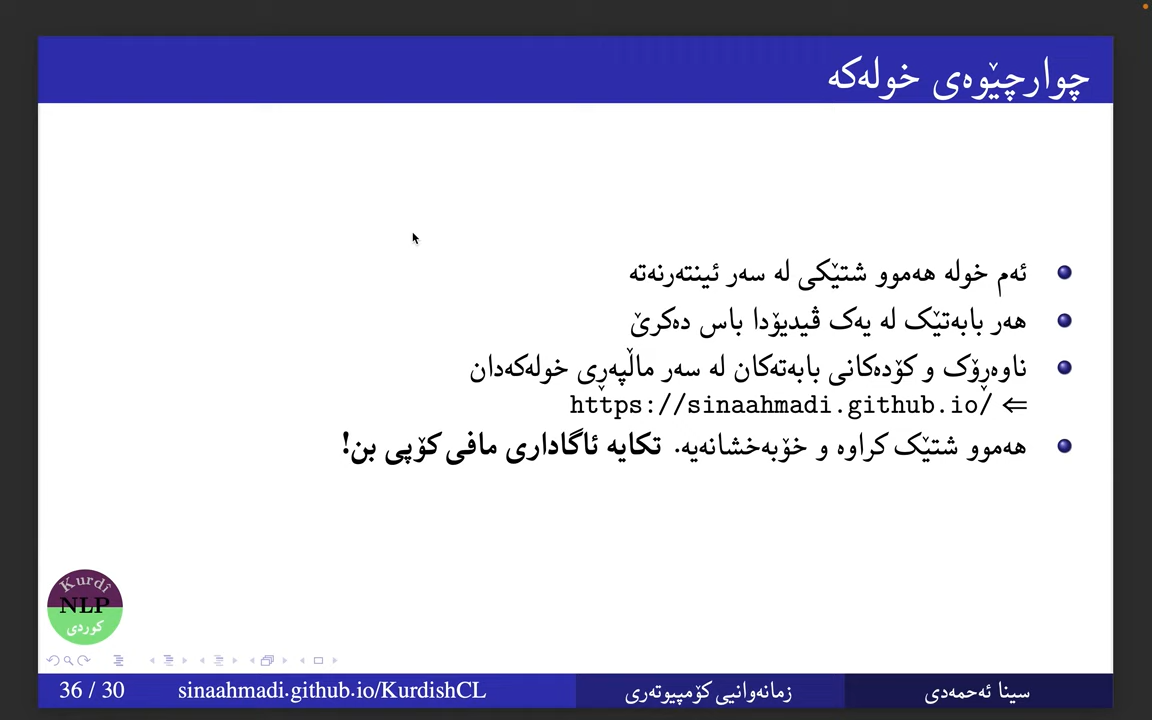 چوارچێوەی خولەکە
ئەم خولە هەموو شتێکی لە سەر ئینتەرنەتە
هەر بابەتێک لە یەک ڤیدیۆدا باس دەکرێ
ناوەڕۆک و کۆدەکانی بابەتەکان لە سەر ماڵپەڕی خولەکەدان
⇐ https://sinaahmadi.github.io/
هەموو شتێک کراوە و خۆبەخشانەیە. تکایە ئاگاداری مافی کۆپی بن!
Kurdî
NLP
کوردی
36 / 30
sinaahmadi.github.io/KurdishCL
زمانەوانیی کۆمپیوتەری
سینا ئەحمەدی